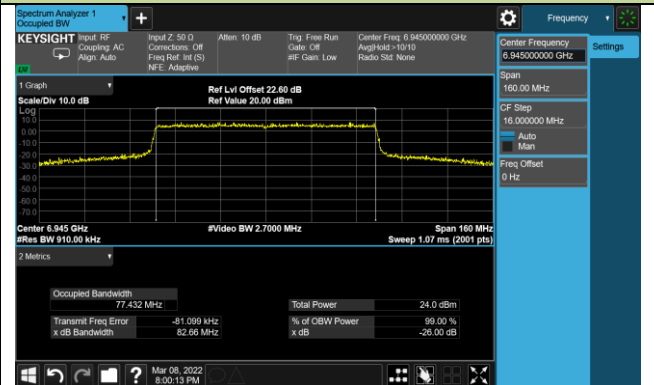 Spectrum Analyzer 1
Occupied BW
+
Frequency
KEYSIGHT
Input: RF
Coupling: AC
Align: Auto
Input Z: 50 Ω
Corrections: Off
Freq Ref: Int (S)
NFE: Adaptive
Atten: 10 dB
Trig: Free Run
Gate: Off
#IF Gain: Low
Center Freq: 6.945000000 GHz
Avg|Hold:>10/10
Radio Std: None
Center Frequency
6.945000000 GHz
Settings
Span
160.00 MHz
CF Step
16.000000 MHz
Auto
Man
Freq Offset
0 Hz
1 Graph
Scale/Div 10.0 dB
Ref Lvl Offset 22.60 dB
Ref Value 20.00 dBm
Log
10.0
0.00
-10.0
-20.0
-30.0
-40.0
-50.0
-60.0
-70.0
Center 6.945 GHz
#Video BW 2.7000 MHz
Span 160 MHz
#Res BW 910.00 kHz
Sweep 1.07 ms (2001 pts)
2 Metrics
Occupied Bandwidth
77.432 MHz
Total Power 24.0 dBm
Transmit Freq Error -81.099 kHz
% of OBW Power 99.00 %
x dB Bandwidth 82.66 MHz
x dB -26.00 dB
?
Mar 08, 2022
8:00:13 PM